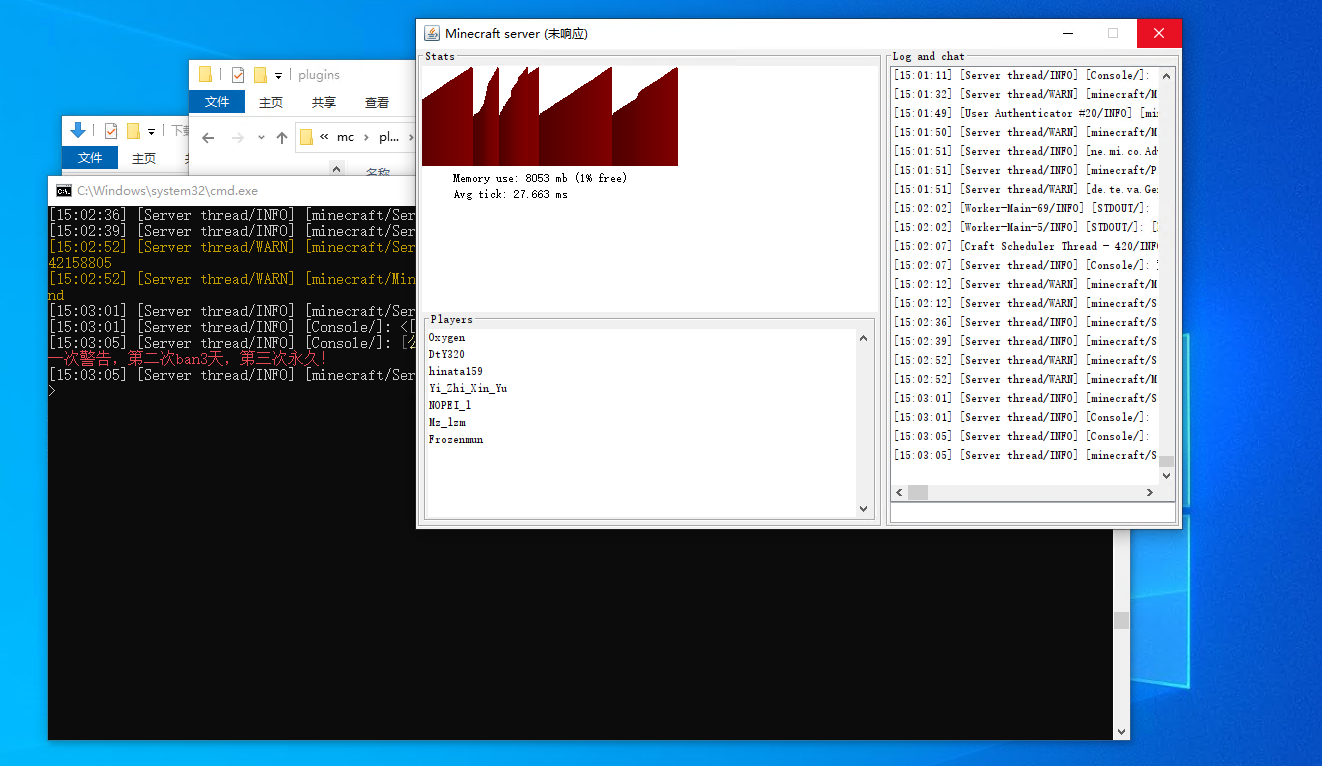 Minecraft server (未响应)
Stats
Memory use: 8053 mb (1% free)
Avg tick: 27.663 ms
Players
Oxygen
DtY320
hinata159
Yi_Zhi_Xin_Yu
NOPEI_1
Mz_lzm
Frozenmun
Log and chat
[15:01:11] [Server thread/INFO] [Console/]:
[15:01:32] [Server thread/WARN] [minecraft/M
[15:01:49] [User Authenticator #20/INFO] [mi
[15:01:50] [Server thread/WARN] [minecraft/M
[15:01:51] [Server thread/INFO] [ne.mi.co.Ad
[15:01:51] [Server thread/INFO] [minecraft/P
[15:01:51] [Server thread/WARN] [de.te.va.Ge
[15:02:02] [Worker-Main-69/INFO] [STDOUT/]:
[15:02:02] [Worker-Main-5/INFO] [STDOUT/]: [
[15:02:07] [Craft Scheduler Thread - 420/INFO
[15:02:07] [Server thread/INFO] [Console/]:
[15:02:12] [Server thread/WARN] [minecraft/M
[15:02:12] [Server thread/WARN] [minecraft/S
[15:02:36] [Server thread/INFO] [minecraft/S
[15:02:39] [Server thread/INFO] [minecraft/S
[15:02:52] [Server thread/WARN] [minecraft/S
[15:02:52] [Server thread/WARN] [minecraft/M
[15:03:01] [Server thread/INFO] [minecraft/S
[15:03:01] [Server thread/INFO] [Console/]:
[15:03:05] [Server thread/INFO] [Console/]:
[15:03:05] [Server thread/INFO] [minecraft/S
plugins
文件 主页 共享 查看
« mc › pl... ›
名称
下载
文件 主页
C:\Windows\system32\cmd.exe
[15:02:36] [Server thread/INFO] [minecraft/Ser
[15:02:39] [Server thread/INFO] [minecraft/Ser
[15:02:52] [Server thread/WARN] [minecraft/Ser
42158805
[15:02:52] [Server thread/WARN] [minecraft/Min
nd
[15:03:01] [Server thread/INFO] [minecraft/Ser
[15:03:01] [Server thread/INFO] [Console/]: <[
[15:03:05] [Server thread/INFO] [Console/]: [公
一次警告，第二次ban3天，第三次永久!
[15:03:05] [Server thread/INFO] [minecraft/Ser
>